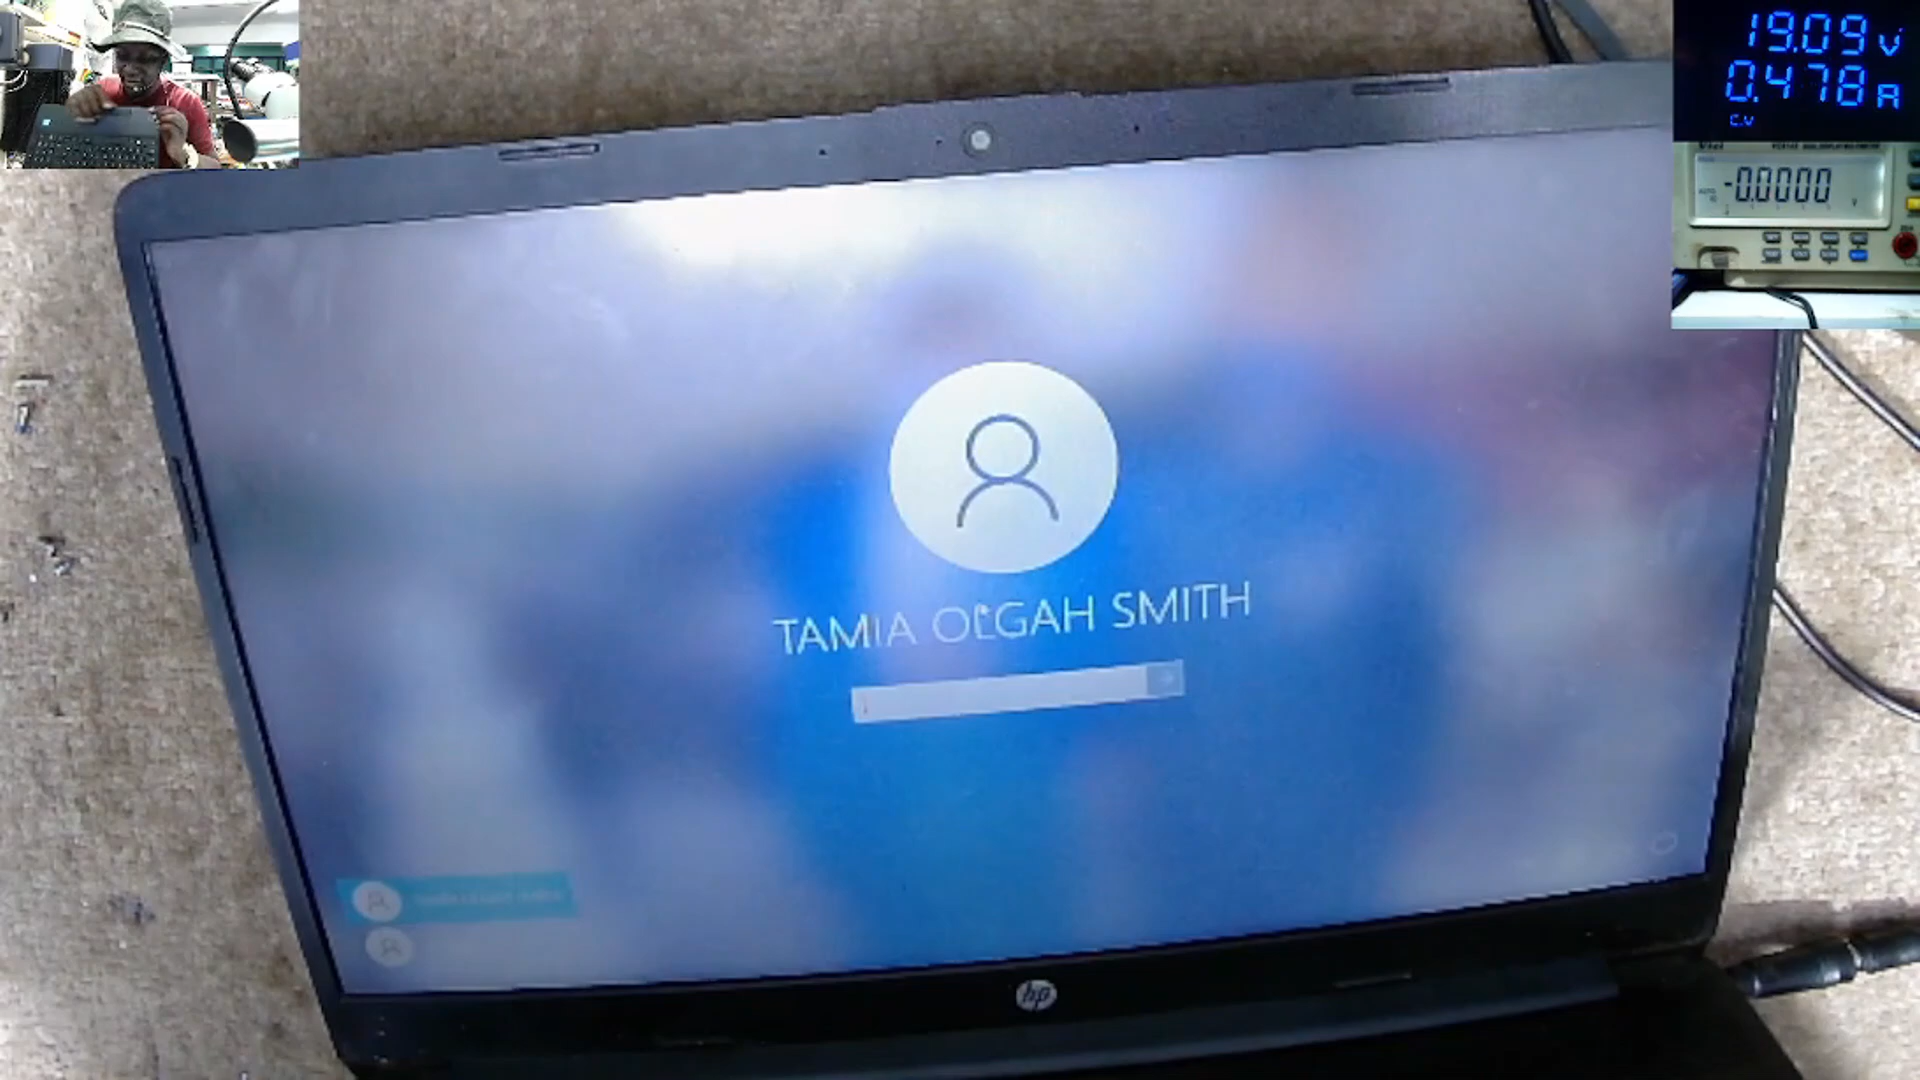 19.09 V
0.478 A
C.V
-0.0000
TAMIA OLGAH SMITH
hp